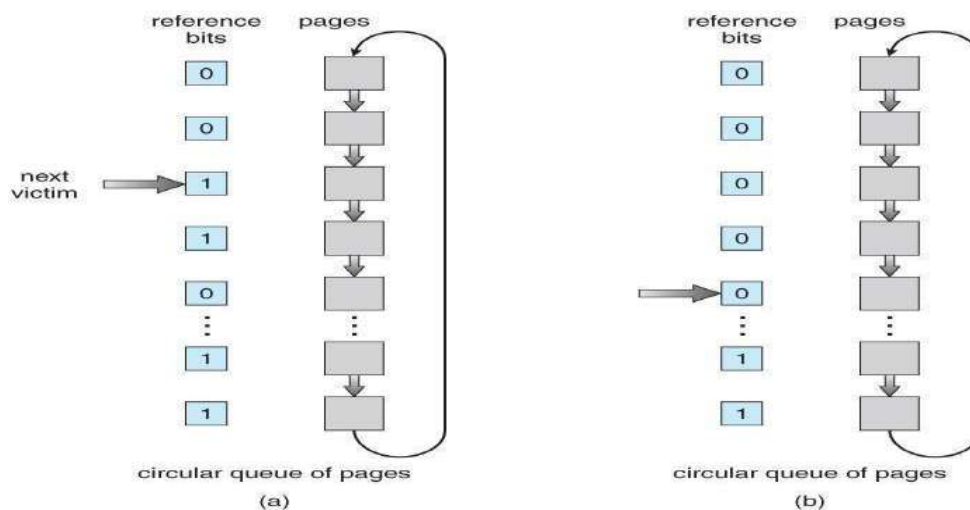 reference bits
pages
0
0
next victim
1
1
0
1
1
circular queue of pages
(a)
reference bits
pages
0
0
0
0
0
1
1
circular queue of pages
(b)